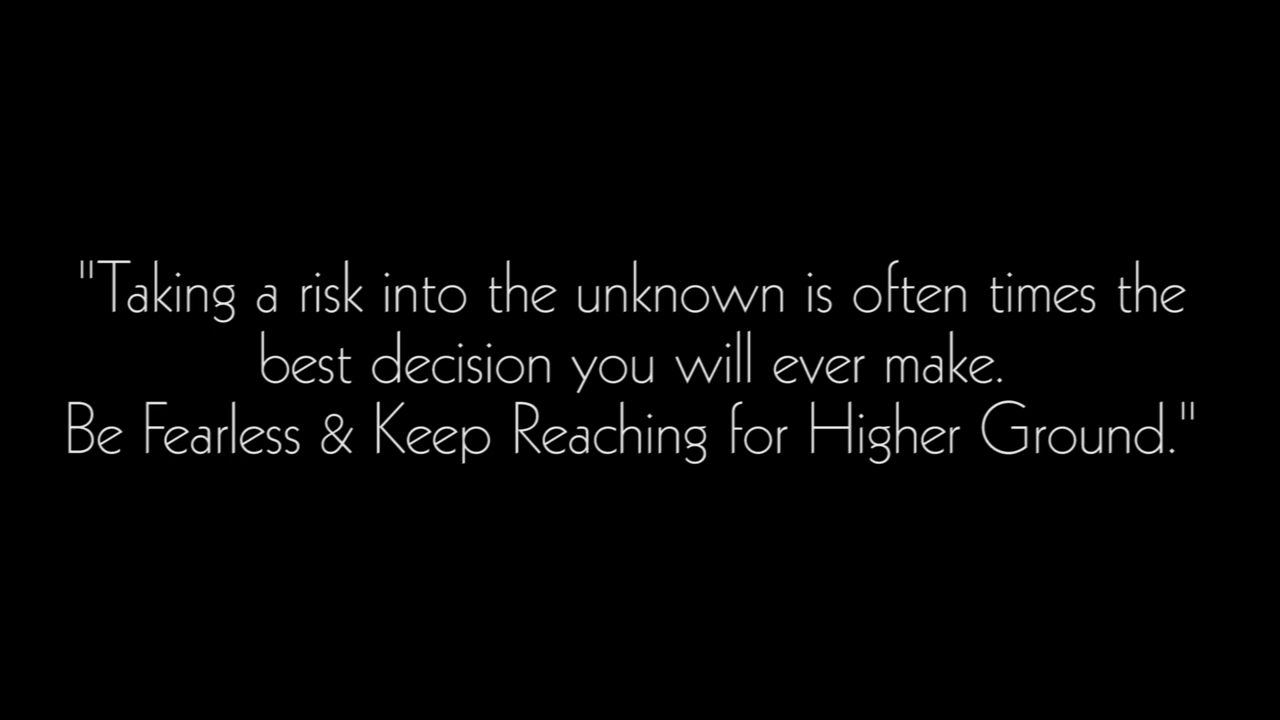 "Taking a risk into the unknown is often times the
best decision you will ever make.
Be Fearless & Keep Reaching for Higher Ground."